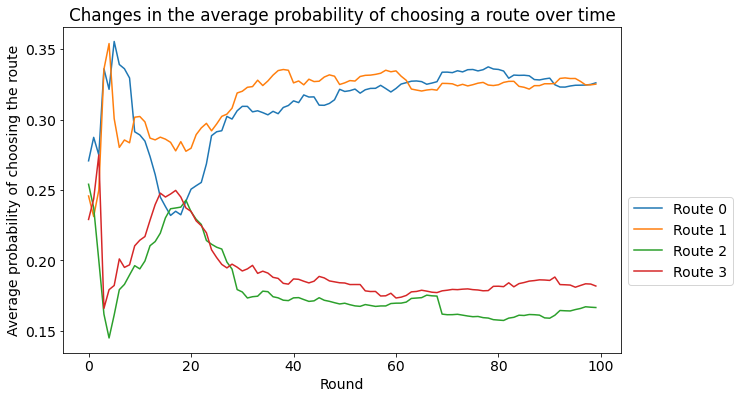 Changes in the average probability of choosing a route over time
Average probability of choosing the route
0.35
0.30
0.25
0.20
0.15
0
20
40
60
80
100
Round
Route 0
Route 1
Route 2
Route 3